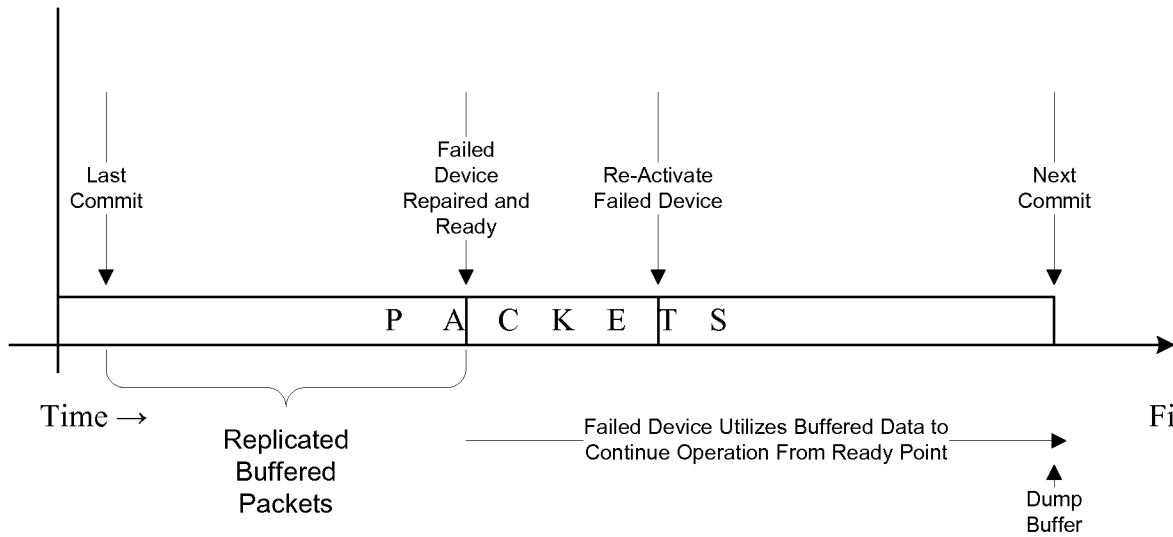 Last
Commit
Failed
Device
Repaired and
Ready
Re-Activate
Failed Device
Next
Commit
P A C K E T S
Time →
Fi
Replicated
Buffered
Packets
Failed Device Utilizes Buffered Data to
Continue Operation From Ready Point
Dump
Buffer